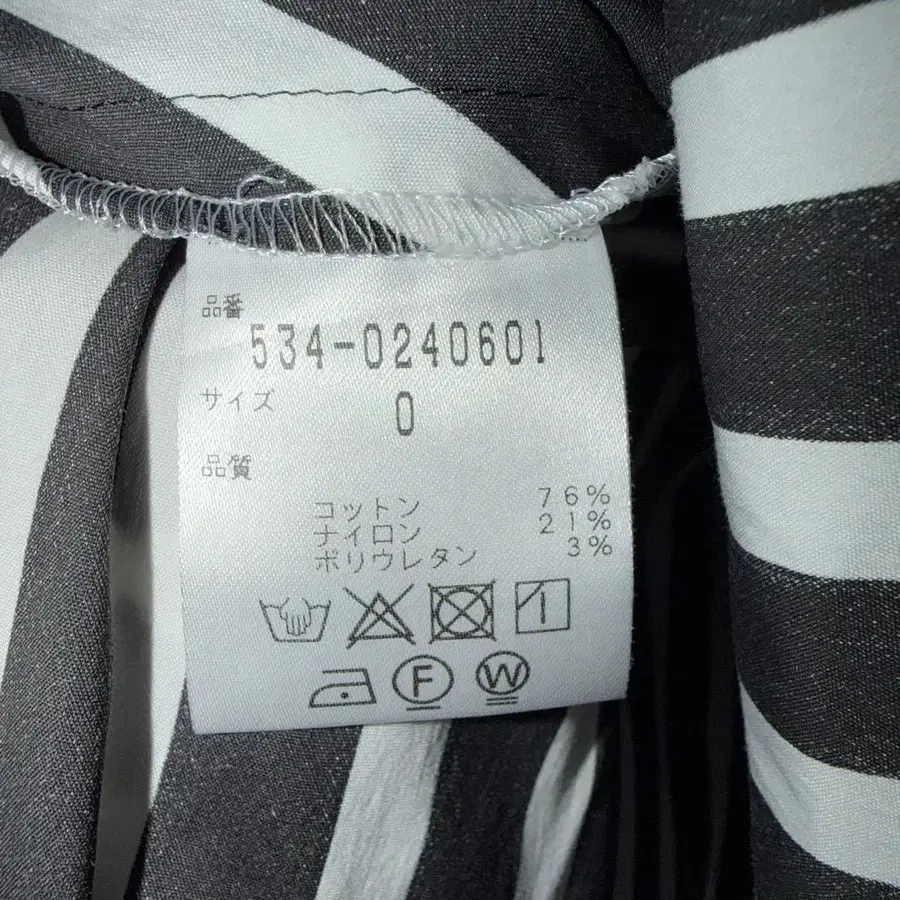 品番
534-0240601
サイズ
0
品質
コットン 76%
ナイロン 21%
ポリウレタン 3%
F W